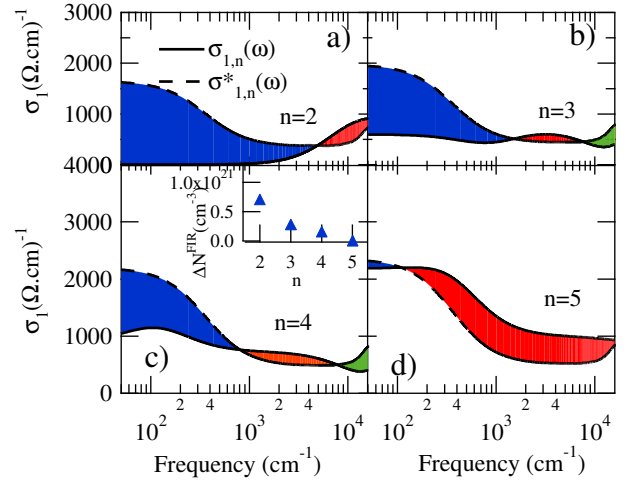 a)
σ₁,ₙ(ω)
σ*₁,ₙ(ω)
n=2
σ₁(Ω.cm)⁻¹
3000
2000
1000
4000
b)
n=3
1.0x10²¹
0.5
0.0
ΔNᶠᴵᴿ(cm⁻³)
2 3 4 5
n
n=4
c)
σ₁(Ω.cm)⁻¹
3000
2000
1000
0
n=5
d)
10² 2 4 10³ 2 4 10⁴
Frequency (cm⁻¹)
10² 2 4 10³ 2 4 10⁴
Frequency (cm⁻¹)